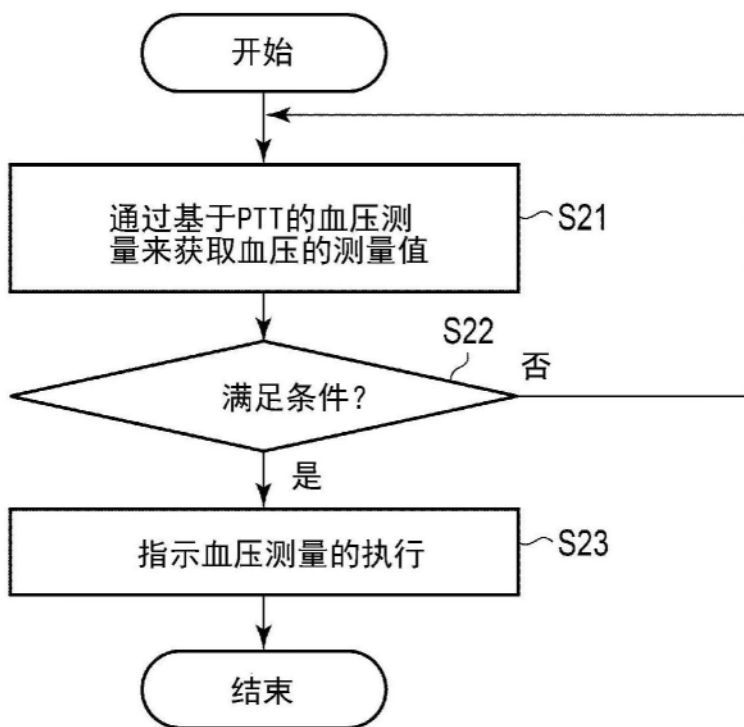 开始
通过基于PTT的血压测
量来获取血压的测量值
S21
S22
满足条件?
否
是
指示血压测量的执行
S23
结束